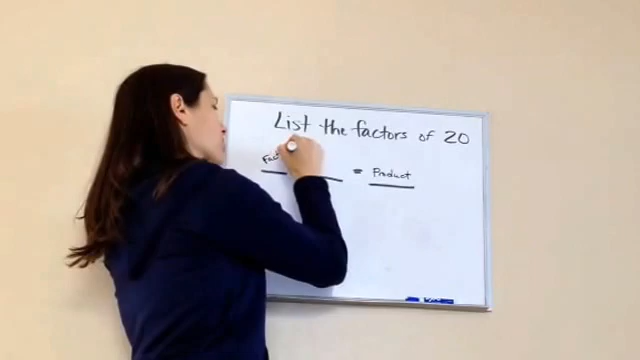 List the factors of 20
Fac = Product